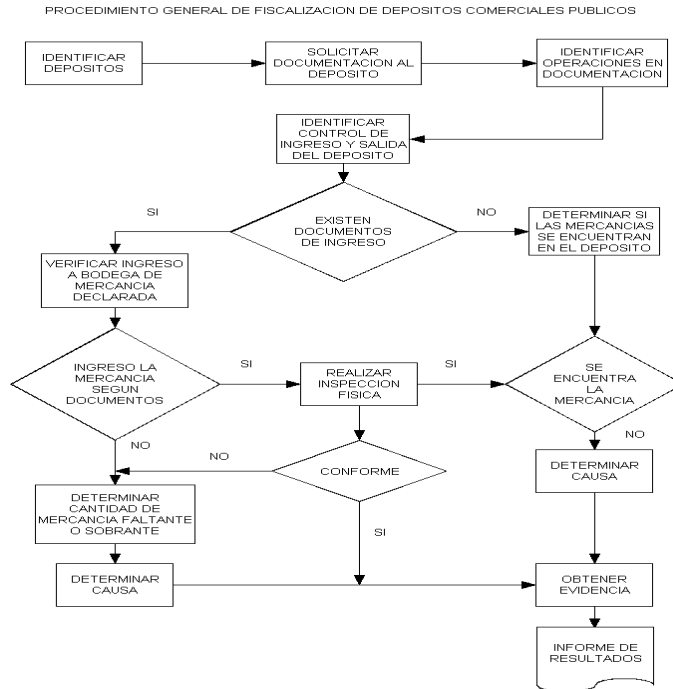 PROCEDIMIENTO GENERAL DE FISCALIZACION DE DEPOSITOS COMERCIALES PUBLICOS
IDENTIFICAR
DEPOSITOS
SOLICITAR
DOCUMENTACION AL
DEPOSITO
IDENTIFICAR
OPERACIONES EN
DOCUMENTACION
IDENTIFICAR
CONTROL DE
INGRESO Y SALIDA
DEL DEPOSITO
SI
EXISTEN
DOCUMENTOS
DE INGRESO
NO
DETERMINAR SI
LAS MERCANCIAS
SE ENCUENTRAN
EN EL DEPOSITO
VERIFICAR INGRESO
A BODEGA DE
MERCANCIA
DECLARADA
INGRESO LA
MERCANCIA
SEGUN
DOCUMENTOS
SI
REALIZAR
INSPECCION
FISICA
SI
SE
ENCUENTRA
LA
MERCANCIA
NO
NO
CONFORME
NO
DETERMINAR
CAUSA
DETERMINAR
CANTIDAD DE
MERCANCIA FALTANTE
O SOBRANTE
SI
DETERMINAR
CAUSA
OBTENER
EVIDENCIA
INFORME DE
RESULTADOS